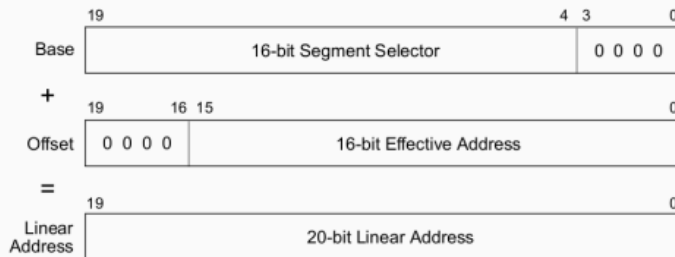 19 4 3 0
Base 16-bit Segment Selector 0 0 0 0
+
19 16 15 0
Offset 0 0 0 0 16-bit Effective Address
=
19 0
Linear
Address 20-bit Linear Address